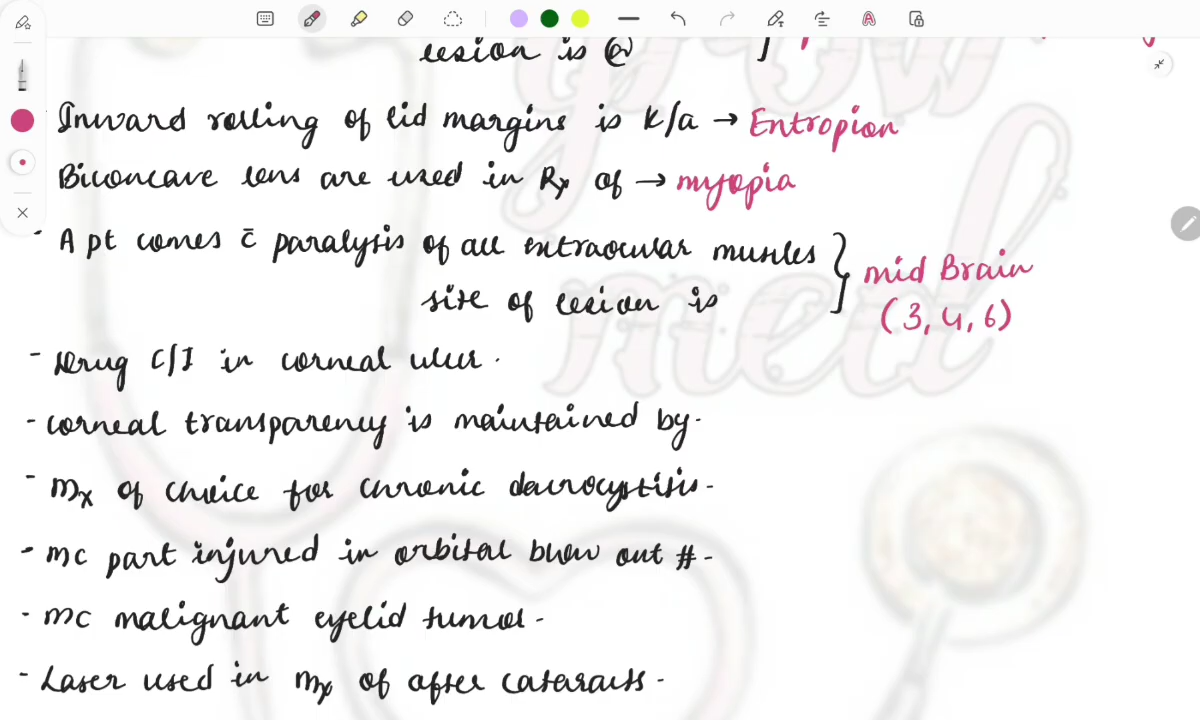 lesion is @
Inward rolling of lid margins is k/a → Entropion
Biconcave lens are used in Rx of → myopia
- A pt comes c̄ paralysis of all extraocular muscles
site of lesion is
mid Brain
(3, 4, 6)
- Drug C/I in corneal ulcer.
- corneal transparency is maintained by.
- Mx of choice for chronic dacrocystitis.
- mc part injured in orbital blow out #.
- mc malignant eyelid tumor.
- Laser used in mx of after cataracts.
grow
med